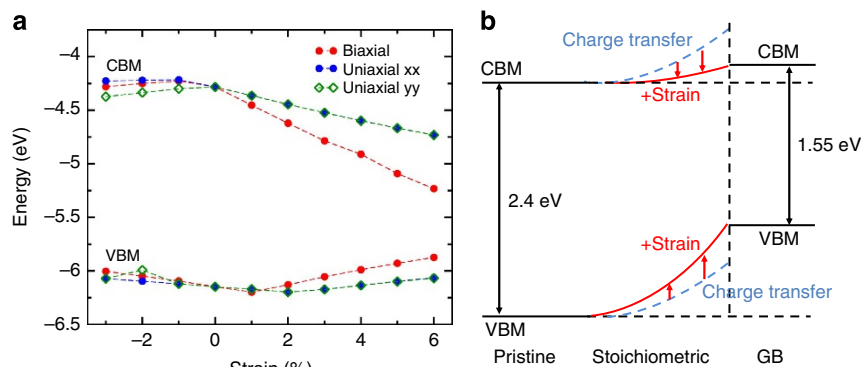 a
−4
−4.5
−5
−5.5
−6
−6.5
Energy (eV)
CBM
VBM
Biaxial
Uniaxial xx
Uniaxial yy
−2
0
2
4
6
Strain (%)
b
Charge transfer
CBM
CBM
+Strain
2.4 eV
1.55 eV
+Strain
VBM
Charge transfer
VBM
Pristine
Stoichiometric
GB